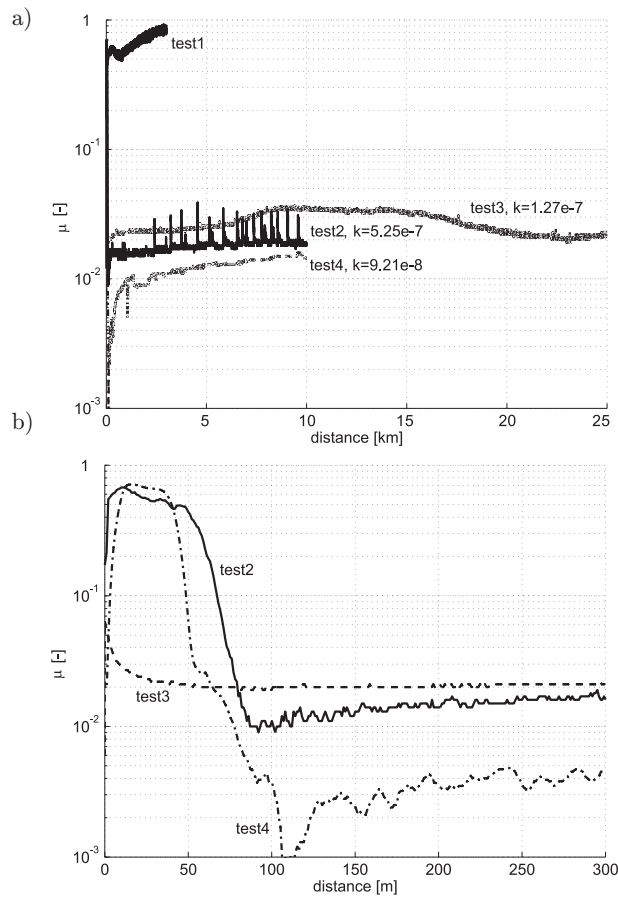 a)
1
test1
10^-1
μ [-]
test3, k=1.27e-7
test2, k=5.25e-7
10^-2
test4, k=9.21e-8
10^-3
0 5 10 15 20 25
distance [km]
b)
1
test2
10^-1
μ [-]
test3
10^-2
test4
10^-3
0 50 100 150 200 250 300
distance [m]